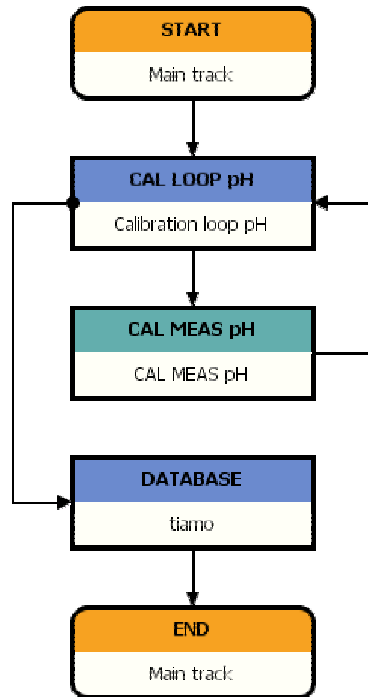 START
Main track
CAL LOOP pH
Calibration loop pH
CAL MEAS pH
CAL MEAS pH
DATABASE
tiamo
END
Main track